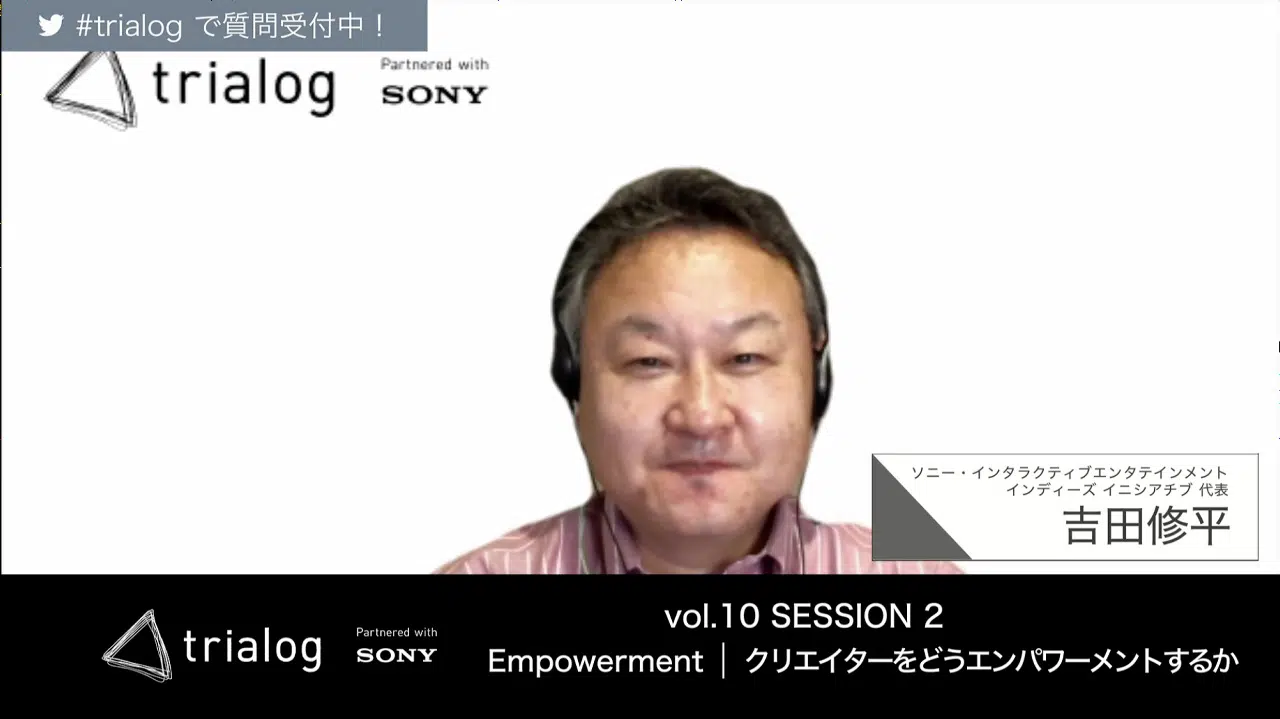 #trialog で質問受付中！
trialog
Partnered with
SONY
ソニー・インタラクティブエンタテインメント
インディーズ イニシアチブ 代表
吉田修平
trialog
Partnered with
SONY
vol.10 SESSION 2
Empowerment｜クリエイターをどうエンパワーメントするか